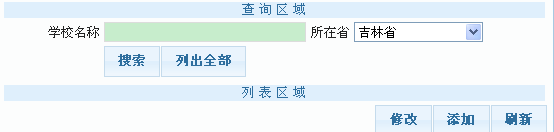 查询区域
学校名称 所在省 吉林省
搜索 列出全部
列表区域
修改 添加 刷新